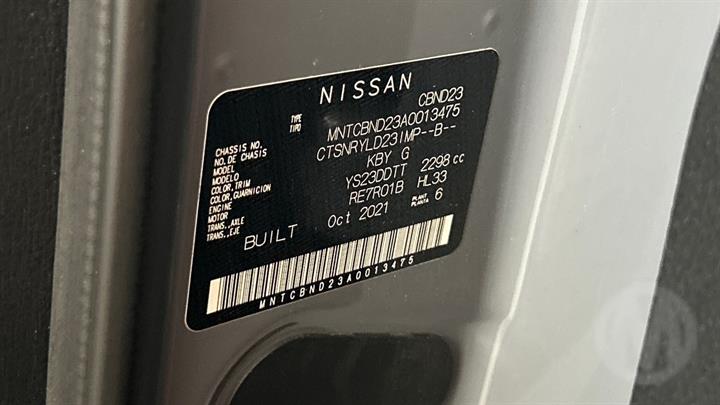 NISSAN
TYPE
TIPO CBND23
CHASSIS NO.
NO. DE CHASIS MNTCBND23A0013475
MODEL
MODELO CTSNRYLD23IMP--B--
COLOR, TRIM
COLOR, GUARNICION KBY G
ENGINE
MOTOR YS23DDTT 2298 cc
TRANS., AXLE
TRANS., EJE RE7R01B HL33
BUILT Oct 2021 PLANT
PLANTA 6
MNTCBND23A0013475